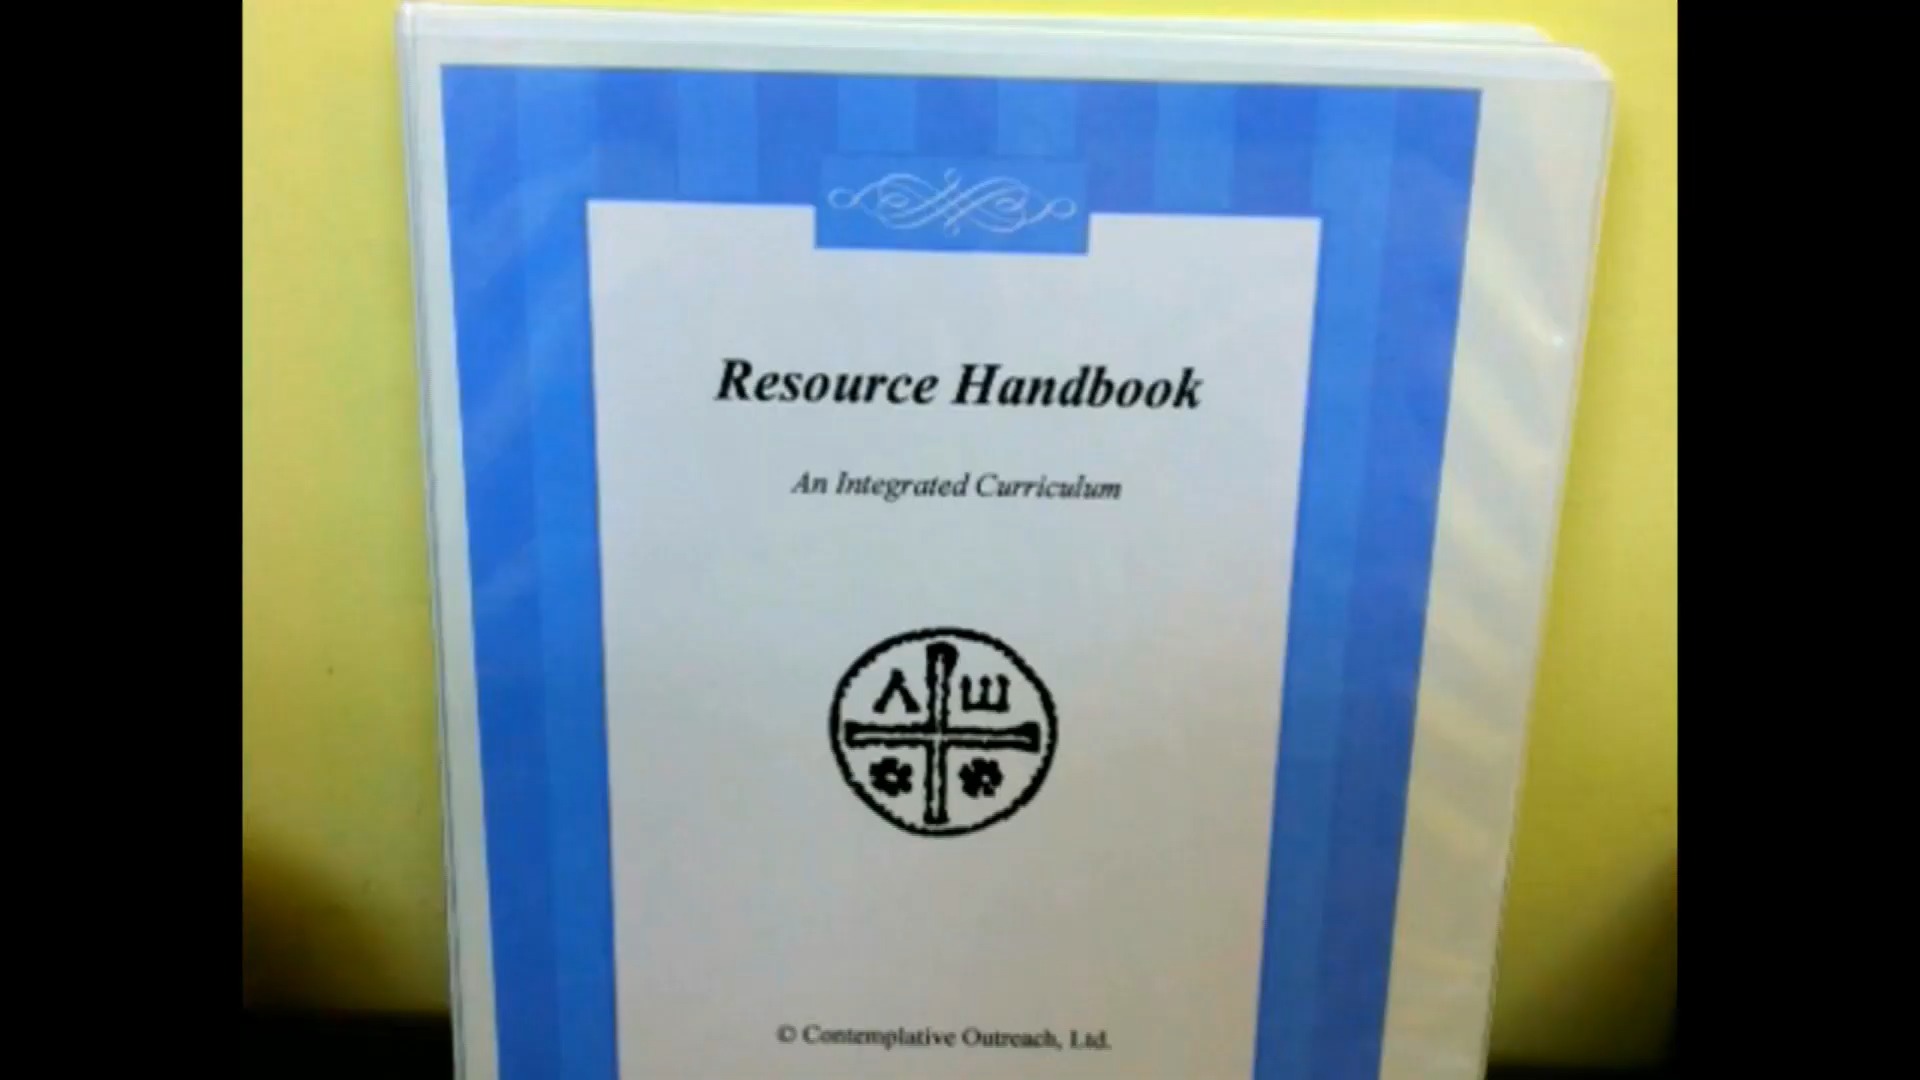 Resource Handbook
An Integrated Curriculum
Λ ω
© Contemplative Outreach, Ltd.